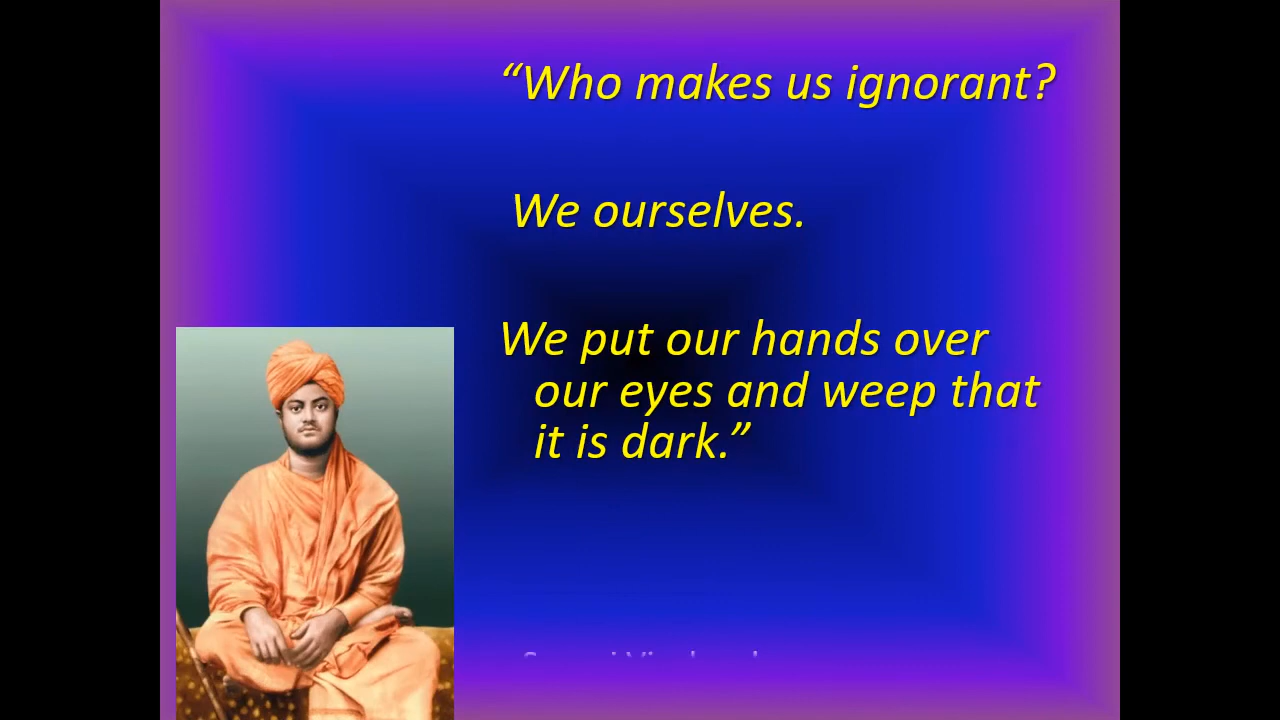 “Who makes us ignorant?
We ourselves.
We put our hands over
our eyes and weep that
it is dark.”